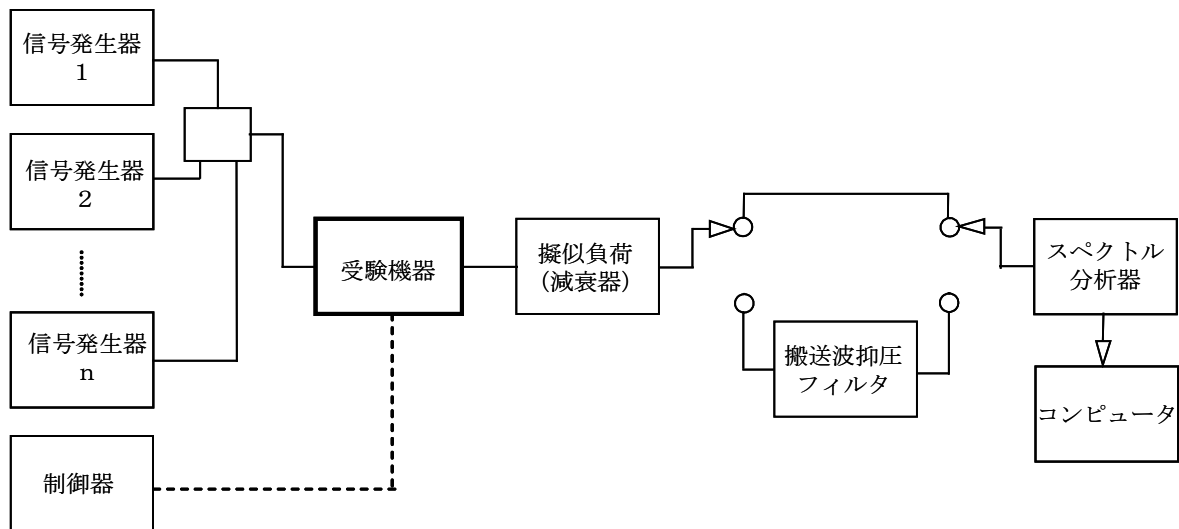 信号発生器
1
信号発生器
2
信号発生器
n
制御器
受験機器
擬似負荷
(減衰器)
搬送波抑圧
フィルタ
スペクトル
分析器
コンピュータ